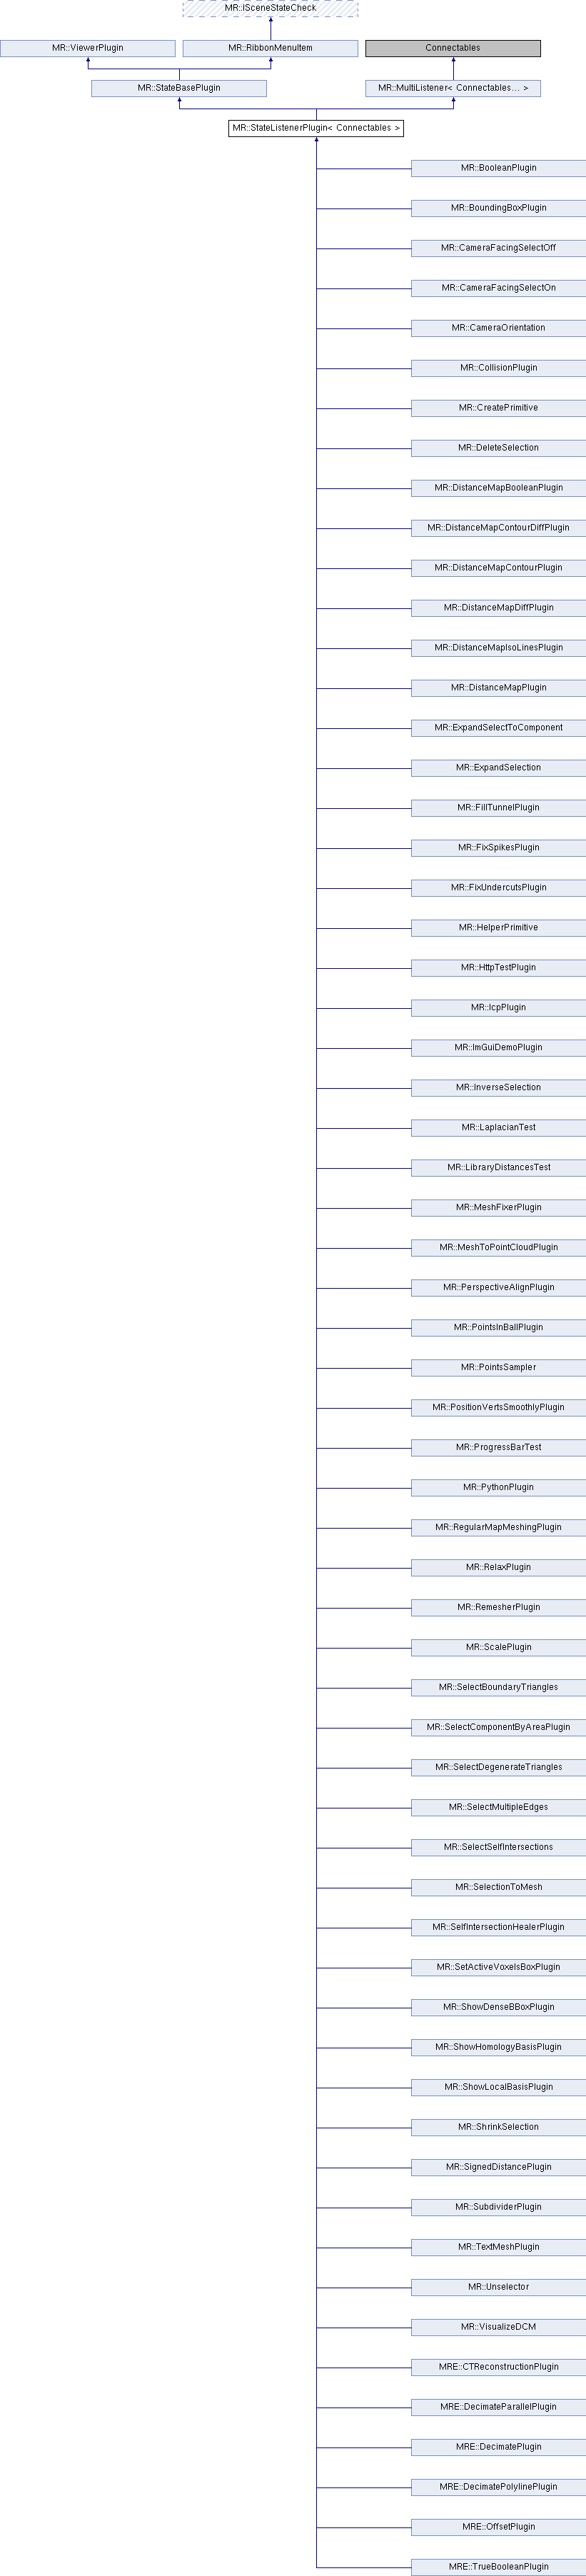 MR::ISceneStateCheck
MR::ViewerPlugin
MR::RibbonMenuItem
Connectables
MR::StateBasePlugin
MR::MultiListener< Connectables... >
MR::StateListenerPlugin< Connectables >
MR::BooleanPlugin
MR::BoundingBoxPlugin
MR::CameraFacingSelectOff
MR::CameraFacingSelectOn
MR::CameraOrientation
MR::CollisionPlugin
MR::CreatePrimitive
MR::DeleteSelection
MR::DistanceMapBooleanPlugin
MR::DistanceMapContourDiffPlugin
MR::DistanceMapContourPlugin
MR::DistanceMapDiffPlugin
MR::DistanceMapIsoLinesPlugin
MR::DistanceMapPlugin
MR::ExpandSelectToComponent
MR::ExpandSelection
MR::FillTunnelPlugin
MR::FixSpikesPlugin
MR::FixUndercutsPlugin
MR::HelperPrimitive
MR::HttpTestPlugin
MR::IcpPlugin
MR::ImGuiDemoPlugin
MR::InverseSelection
MR::LaplacianTest
MR::LibraryDistancesTest
MR::MeshFixerPlugin
MR::MeshToPointCloudPlugin
MR::PerspectiveAlignPlugin
MR::PointsInBallPlugin
MR::PointsSampler
MR::PositionVertsSmoothlyPlugin
MR::ProgressBarTest
MR::PythonPlugin
MR::RegularMapMeshingPlugin
MR::RelaxPlugin
MR::RemesherPlugin
MR::ScalePlugin
MR::SelectBoundaryTriangles
MR::SelectComponentByAreaPlugin
MR::SelectDegenerateTriangles
MR::SelectMultipleEdges
MR::SelectSelfIntersections
MR::SelectionToMesh
MR::SelfIntersectionHealerPlugin
MR::SetActiveVoxelsBoxPlugin
MR::ShowDenseBBoxPlugin
MR::ShowHomologyBasisPlugin
MR::ShowLocalBasisPlugin
MR::ShrinkSelection
MR::SignedDistancePlugin
MR::SubdividerPlugin
MR::TextMeshPlugin
MR::Unselector
MR::VisualizeDCM
MRE::CTReconstructionPlugin
MRE::DecimateParallelPlugin
MRE::DecimatePlugin
MRE::DecimatePolylinePlugin
MRE::OffsetPlugin
MRE::TrueBooleanPlugin